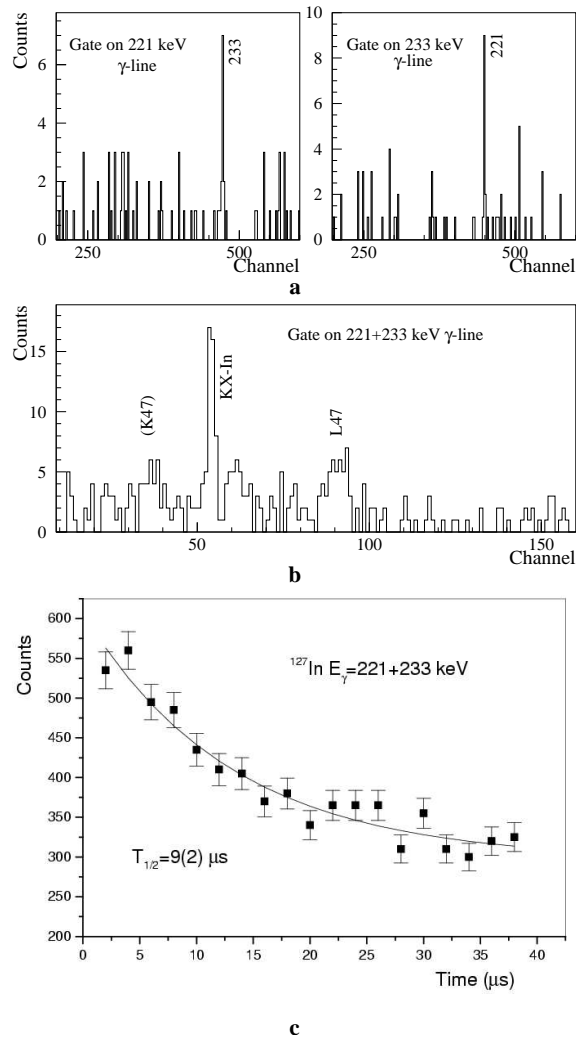 Counts
6
4
2
0
Gate on 221 keV
γ-line
233
250
500
Channel
10
8
6
4
2
0
Gate on 233 keV
γ-line
221
250
500
Channel
a
Counts
15
10
5
0
Gate on 221+233 keV γ-line
(K47)
KX-In
L47
50
100
150
Channel
b
Counts
600
550
500
450
400
350
300
250
200
¹²⁷In Eγ=221+233 keV
T1/2=9(2) μs
0
5
10
15
20
25
30
35
40
Time (μs)
c